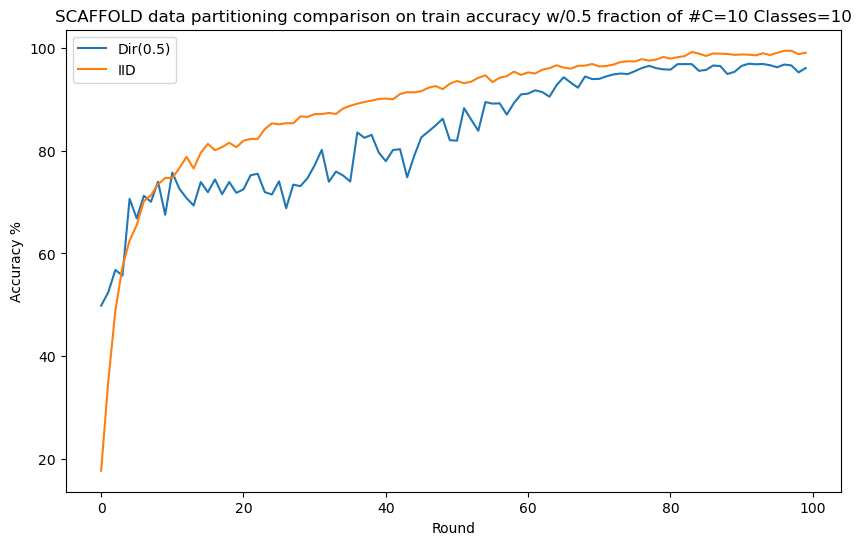 SCAFFOLD data partitioning comparison on train accuracy w/0.5 fraction of #C=10 Classes=10
Dir(0.5)
IID
Accuracy %
100
80
60
40
20
0
20
40
60
80
100
Round